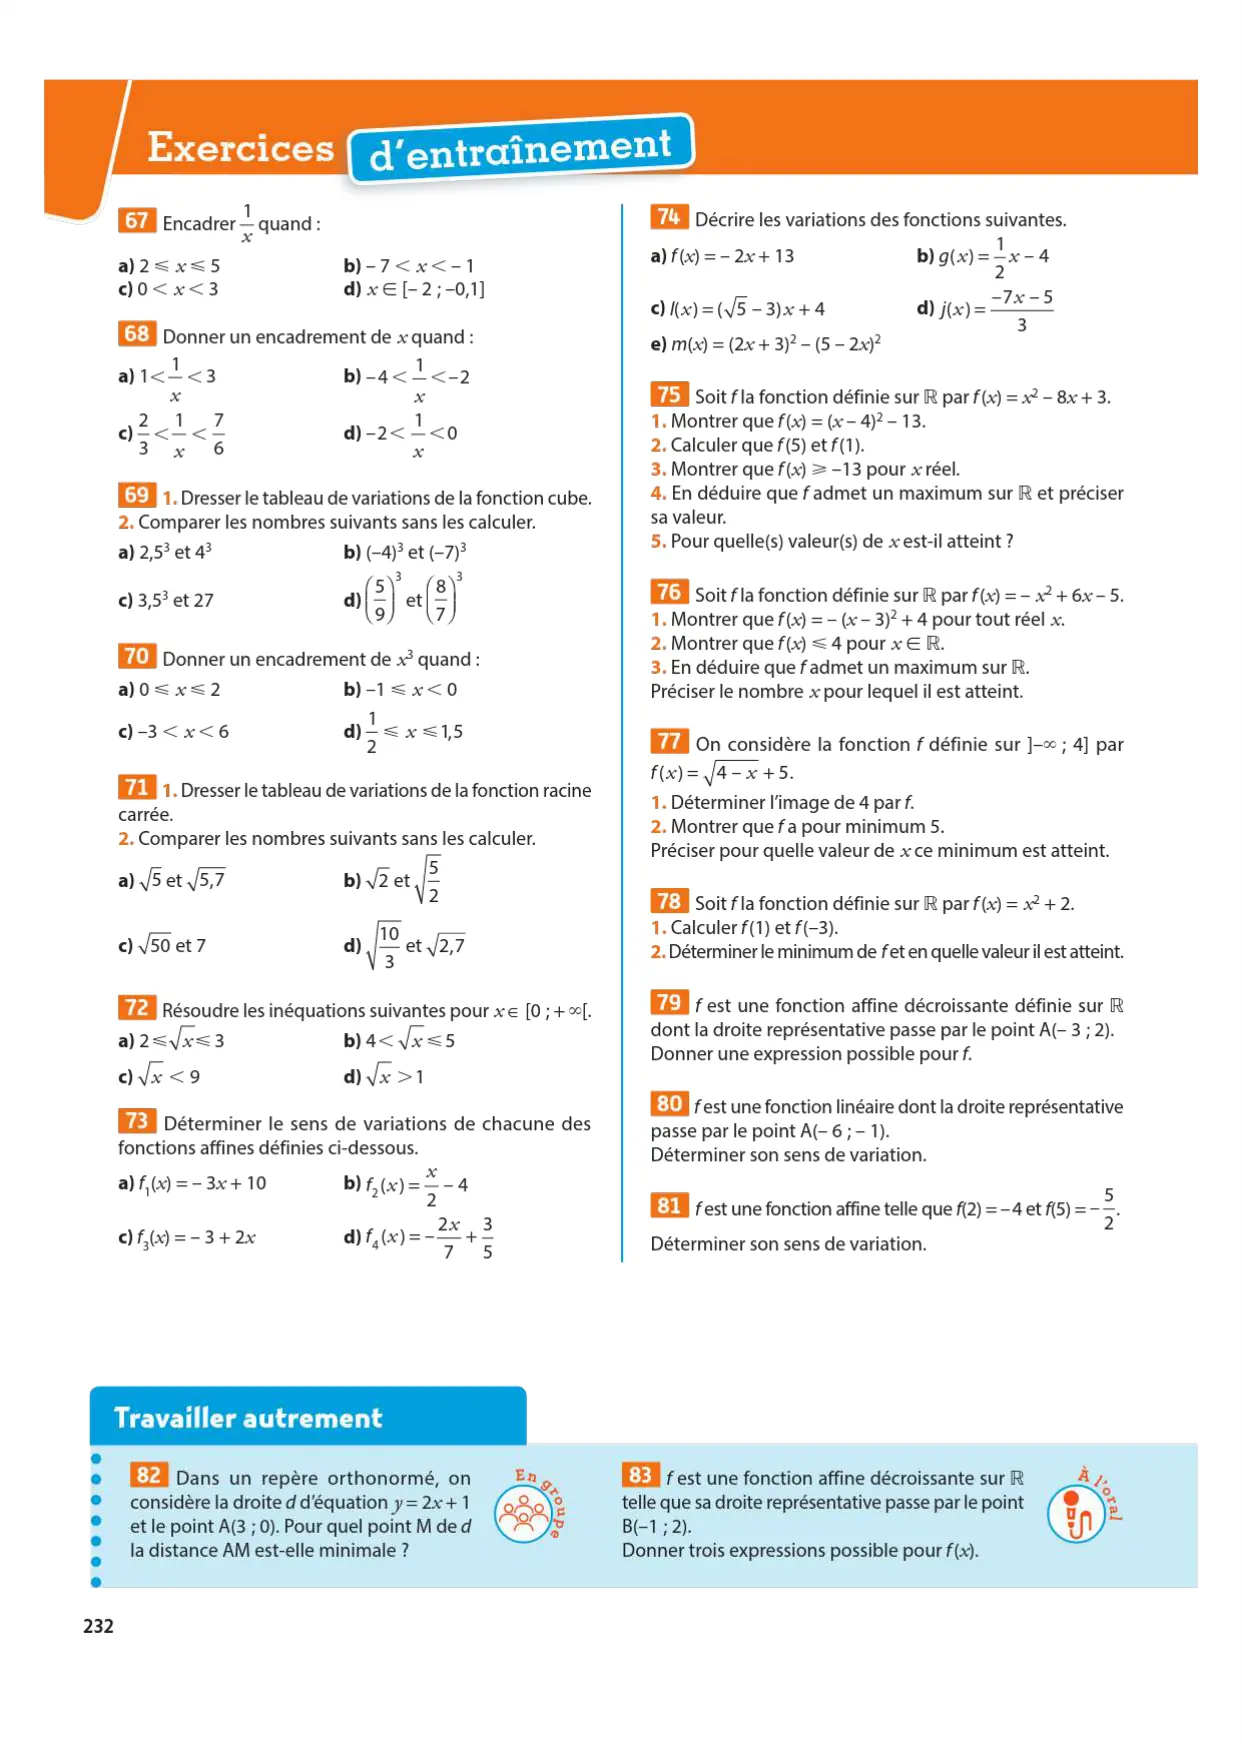 Exercices d'entraînement
67 Encadrer 1/x quand :
a) 2 ⩽ x ⩽ 5 b) – 7 < x < – 1
c) 0 < x < 3 d) x ∈ [– 2 ; –0,1]
68 Donner un encadrement de x quand :
a) 1 < 1/x < 3 b) – 4 < 1/x < –2
c) 2/3 < 1/x < 7/6 d) –2 < 1/x < 0
69 1. Dresser le tableau de variations de la fonction cube.
2. Comparer les nombres suivants sans les calculer.
a) 2,5³ et 4³ b) (–4)³ et (–7)³
c) 3,5³ et 27 d) (5/9)³ et (8/7)³
70 Donner un encadrement de x³ quand :
a) 0 ⩽ x ⩽ 2 b) –1 ⩽ x < 0
c) –3 < x < 6 d) 1/2 ⩽ x ⩽ 1,5
71 1. Dresser le tableau de variations de la fonction racine
carrée.
2. Comparer les nombres suivants sans les calculer.
a) √5 et √5,7 b) √2 et √(5/2)
c) √50 et 7 d) √(10/3) et √2,7
72 Résoudre les inéquations suivantes pour x ∈ [0 ; + ∞[.
a) 2 ⩽ √x ⩽ 3 b) 4 < √x ⩽ 5
c) √x < 9 d) √x > 1
73 Déterminer le sens de variations de chacune des
fonctions affines définies ci-dessous.
a) f₁(x) = – 3x + 10 b) f₂(x) = x/2 – 4
c) f₃(x) = – 3 + 2x d) f₄(x) = – 2x/7 + 3/5
74 Décrire les variations des fonctions suivantes.
a) f(x) = – 2x + 13 b) g(x) = 1/2 x – 4
c) l(x) = (√5 – 3)x + 4 d) j(x) = (–7x – 5)/3
e) m(x) = (2x + 3)² – (5 – 2x)²
75 Soit f la fonction définie sur ℝ par f(x) = x² – 8x + 3.
1. Montrer que f(x) = (x – 4)² – 13.
2. Calculer que f(5) et f(1).
3. Montrer que f(x) ⩾ –13 pour x réel.
4. En déduire que f admet un maximum sur ℝ et préciser
sa valeur.
5. Pour quelle(s) valeur(s) de x est-il atteint ?
76 Soit f la fonction définie sur ℝ par f(x) = – x² + 6x – 5.
1. Montrer que f(x) = – (x – 3)² + 4 pour tout réel x.
2. Montrer que f(x) ⩽ 4 pour x ∈ ℝ.
3. En déduire que f admet un maximum sur ℝ.
Préciser le nombre x pour lequel il est atteint.
77 On considère la fonction f définie sur ]–∞ ; 4] par
f(x) = √(4 – x) + 5.
1. Déterminer l'image de 4 par f.
2. Montrer que f a pour minimum 5.
Préciser pour quelle valeur de x ce minimum est atteint.
78 Soit f la fonction définie sur ℝ par f(x) = x² + 2.
1. Calculer f(1) et f(–3).
2. Déterminer le minimum de f et en quelle valeur il est atteint.
79 f est une fonction affine décroissante définie sur ℝ
dont la droite représentative passe par le point A(– 3 ; 2).
Donner une expression possible pour f.
80 f est une fonction linéaire dont la droite représentative
passe par le point A(– 6 ; – 1).
Déterminer son sens de variation.
81 f est une fonction affine telle que f(2) = – 4 et f(5) = – 5/2.
Déterminer son sens de variation.
Travailler autrement
82 Dans un repère orthonormé, on
considère la droite d d'équation y = 2x + 1
et le point A(3 ; 0). Pour quel point M de d
la distance AM est-elle minimale ?
En groupe
83 f est une fonction affine décroissante sur ℝ
telle que sa droite représentative passe par le point
B(–1 ; 2).
Donner trois expressions possible pour f(x).
À l'oral
232